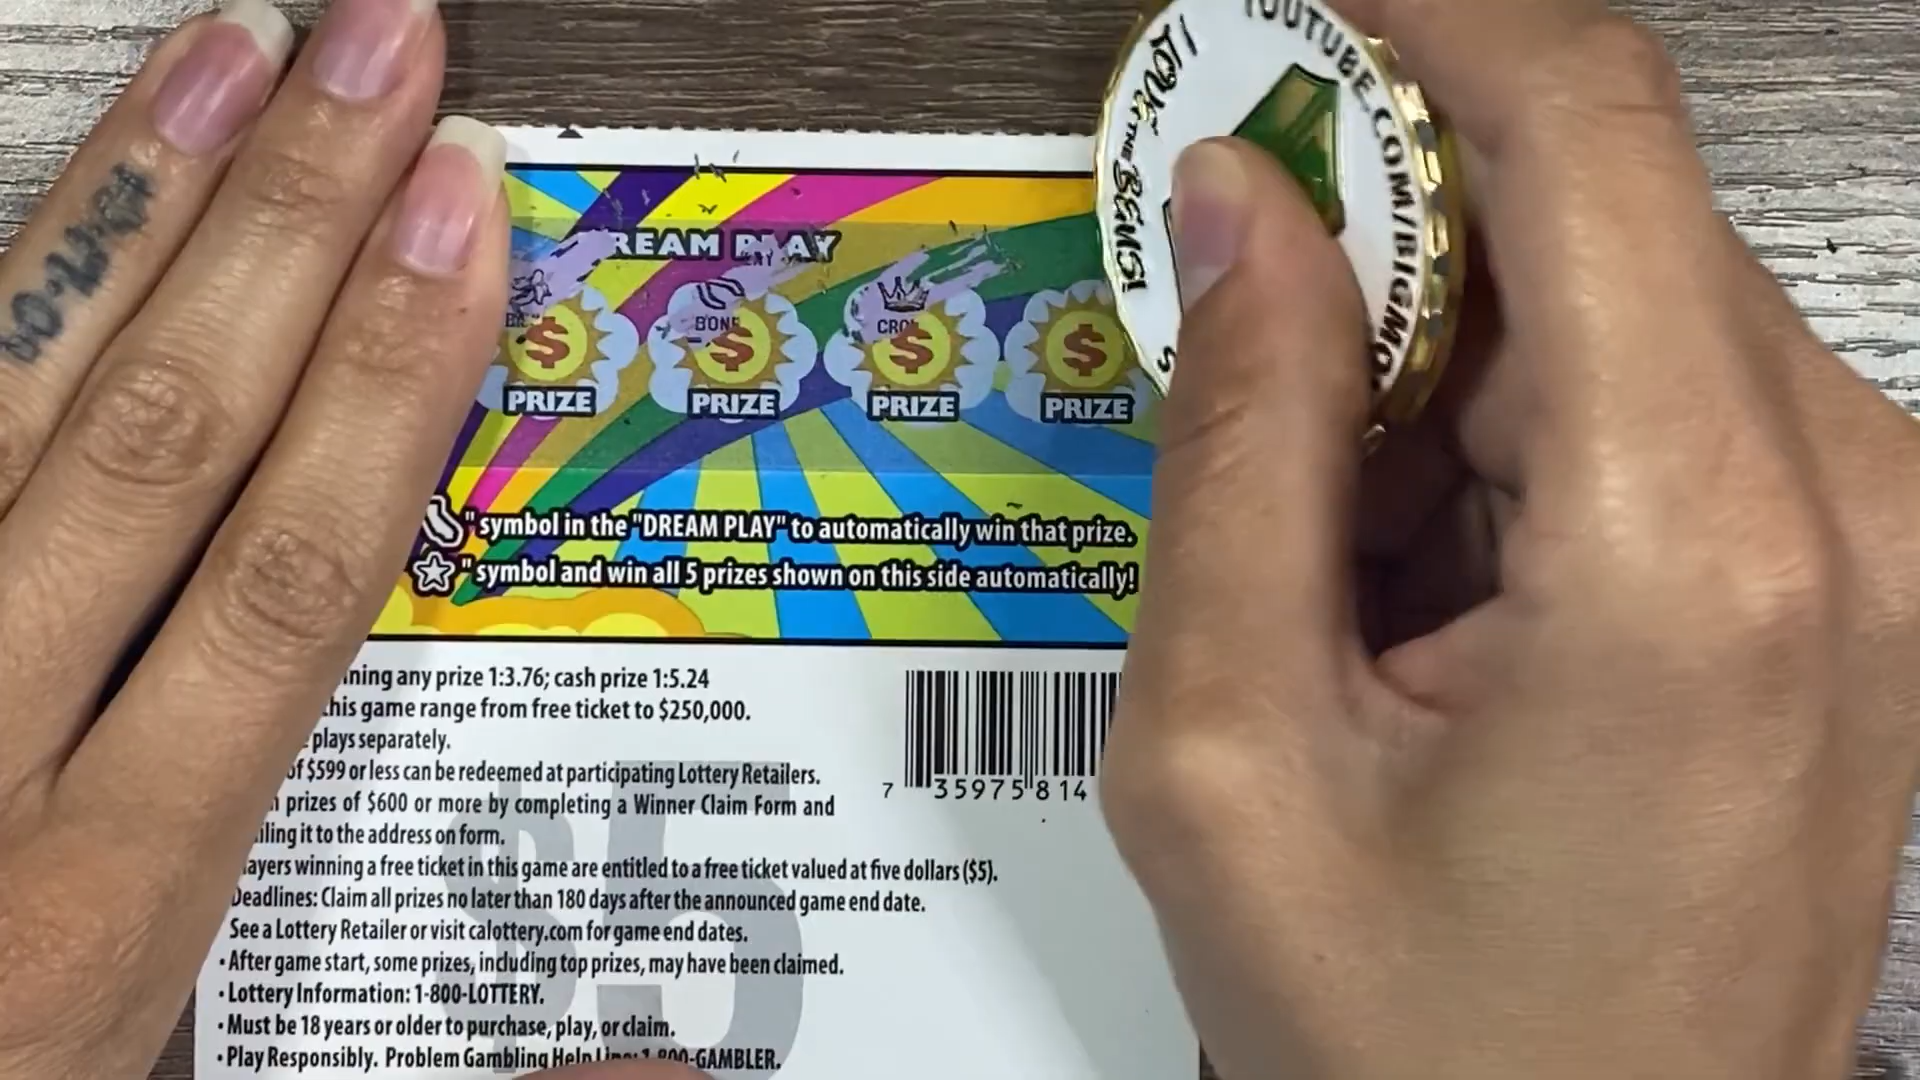 YOUTUBE.COM/BIGMO
I LOVE THE BEMS!
DREAM PLAY
BONE
PRIZE PRIZE PRIZE PRIZE
" symbol in the "DREAM PLAY" to automatically win that prize.
" symbol and win all 5 prizes shown on this side automatically!
any prize 1:3.76; cash prize 1:5.24
this game range from free ticket to $250,000.
plays separately.
of $599 or less can be redeemed at participating Lottery Retailers.
prizes of $600 or more by completing a Winner Claim Form and
it to the address on form.
winning a free ticket in this game are entitled to a free ticket valued at five dollars ($5).
Deadlines: Claim all prizes no later than 180 days after the announced game end date.
See a Lottery Retailer or visit calottery.com for game end dates.
• After game start, some prizes, including top prizes, may have been claimed.
• Lottery Information: 1-800-LOTTERY.
• Must be 18 years or older to purchase, play, or claim.
• Play Responsibly. Problem Gambling Help Line: 1-800-GAMBLER.
7 35975 814
$5